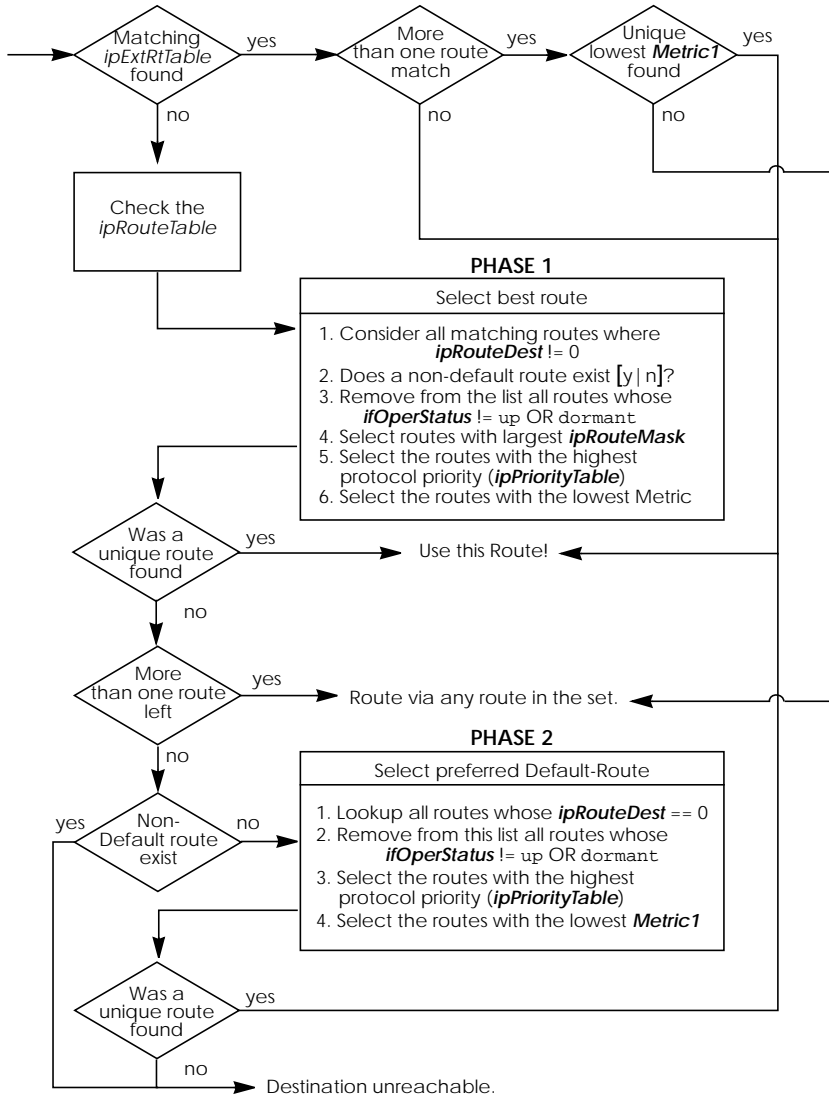 Matching
ipExtRtTable
found
yes
no
More
than one route
match
yes
no
Unique
lowest Metric1
found
yes
no
Check the
ipRouteTable
PHASE 1
Select best route
1. Consider all matching routes where
ipRouteDest != 0
2. Does a non-default route exist [y|n]?
3. Remove from the list all routes whose
ifOperStatus != up OR dormant
4. Select routes with largest ipRouteMask
5. Select the routes with the highest
protocol priority (ipPriorityTable)
6. Select the routes with the lowest Metric
Was a
unique route
found
yes
no
Use this Route!
More
than one route
left
yes
no
Route via any route in the set.
PHASE 2
Select preferred Default-Route
1. Lookup all routes whose ipRouteDest == 0
2. Remove from this list all routes whose
ifOperStatus != up OR dormant
3. Select the routes with the highest
protocol priority (ipPriorityTable)
4. Select the routes with the lowest Metric1
yes
Non-
Default route
exist
no
Was a
unique route
found
yes
no
Destination unreachable.